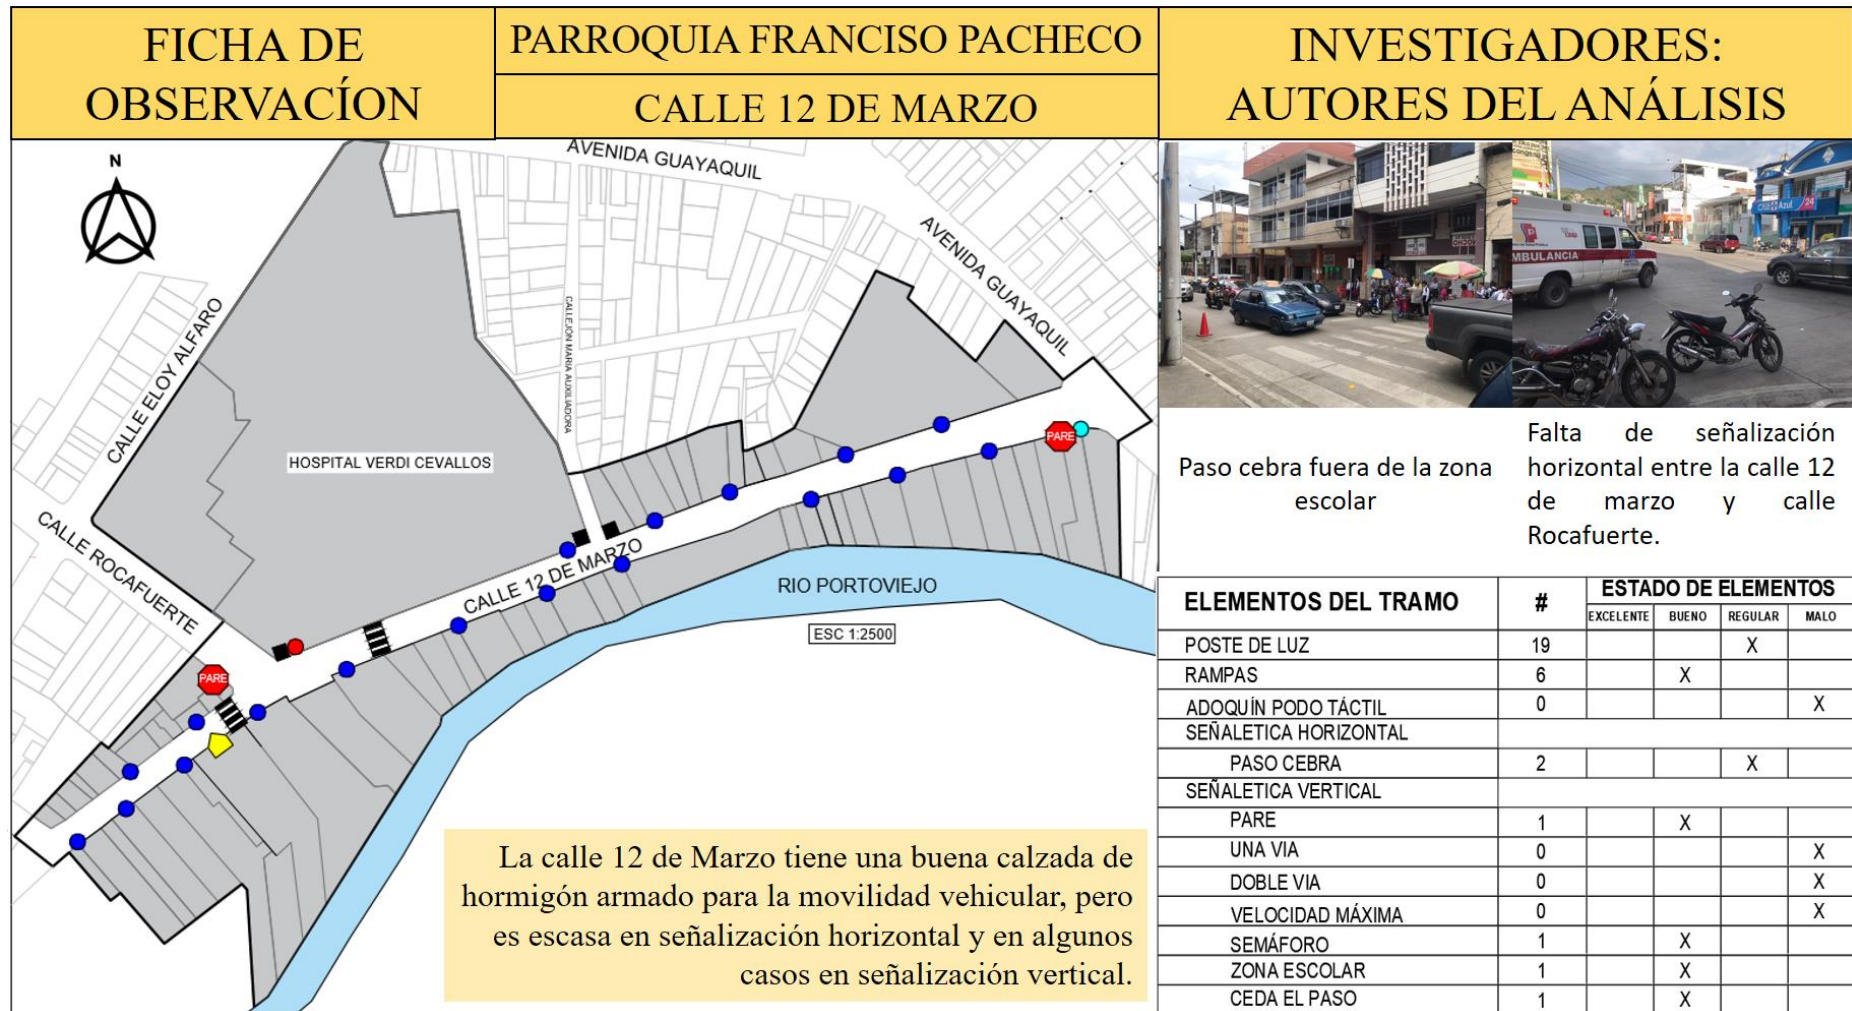 FICHA DE
OBSERVACÍON
PARROQUIA FRANCISO PACHECO
CALLE 12 DE MARZO
INVESTIGADORES:
AUTORES DEL ANÁLISIS
N
AVENIDA GUAYAQUIL
AVENIDA GUAYAQUIL
CALLE ELOY ALFARO
CALLEJÓN MARIA AUXILIADORA
HOSPITAL VERDI CEVALLOS
CALLE ROCAFUERTE
CALLE 12 DE MARZO
PARE
PARE
RIO PORTOVIEJO
ESC 1:2500
La calle 12 de Marzo tiene una buena calzada de
hormigón armado para la movilidad vehicular, pero
es escasa en señalización horizontal y en algunos
casos en señalización vertical.
MBULANCIA
Azul 24
Paso cebra fuera de la zona
escolar
Falta de señalización
horizontal entre la calle 12
de marzo y calle
Rocafuerte.
ELEMENTOS DEL TRAMO # ESTADO DE ELEMENTOS
EXCELENTE BUENO REGULAR MALO
POSTE DE LUZ 19 X
RAMPAS 6 X
ADOQUÍN PODO TÁCTIL 0 X
SEÑALETICA HORIZONTAL
PASO CEBRA 2 X
SEÑALETICA VERTICAL
PARE 1 X
UNA VIA 0 X
DOBLE VIA 0 X
VELOCIDAD MÁXIMA 0 X
SEMÁFORO 1 X
ZONA ESCOLAR 1 X
CEDA EL PASO 1 X